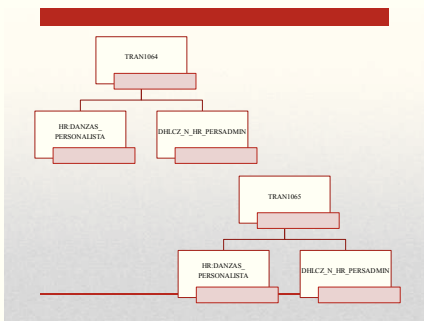 TRAN1064
HR:DANZAS_
PERSONALISTA
DHLCZ_N_HR_PERSADMIN
TRAN1065
HR:DANZAS_
PERSONALISTA
DHLCZ_N_HR_PERSADMIN